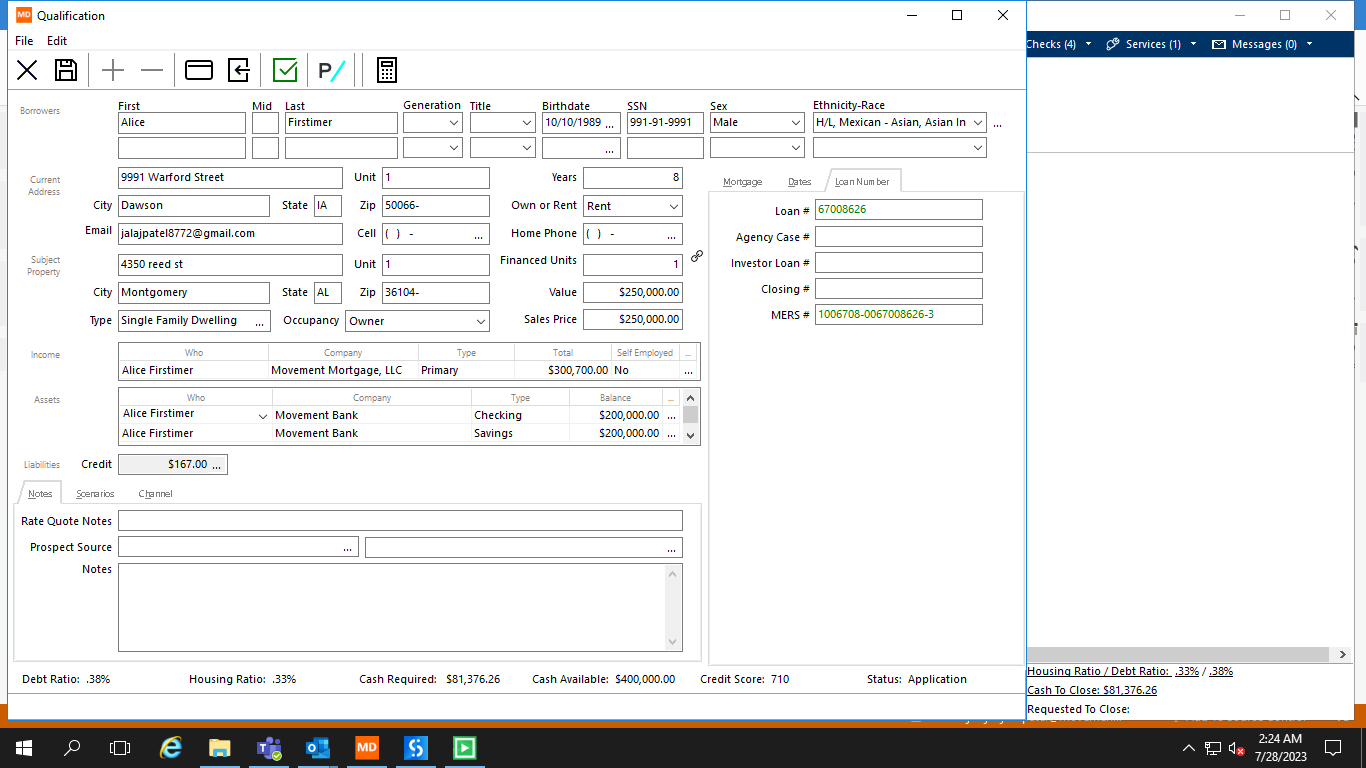 MD Qualification
File Edit
Checks (4) Services (1) Messages (0)
P/
Borrowers First Mid Last Generation Title Birthdate SSN Sex Ethnicity-Race
Alice Firstimer 10/10/1989 ... 991-91-9991 Male H/L, Mexican - Asian, Asian In ...
...
Current Address 9991 Warford Street Unit 1 Years 8
City Dawson State IA Zip 50066- Own or Rent Rent
Email jalajpatel8772@gmail.com Cell ( ) - ... Home Phone ( ) - ...
Subject Property 4350 reed st Unit 1 Financed Units 1
City Montgomery State AL Zip 36104- Value $250,000.00
Type Single Family Dwelling ... Occupancy Owner Sales Price $250,000.00
Mortgage Dates Loan Number
Loan # 67008626
Agency Case #
Investor Loan #
Closing #
MERS # 1006708-0067008626-3
Income Who Company Type Total Self Employed ...
Alice Firstimer Movement Mortgage, LLC Primary $300,700.00 No ...
Assets Who Company Type Balance ...
Alice Firstimer Movement Bank Checking $200,000.00 ...
Alice Firstimer Movement Bank Savings $200,000.00 ...
Liabilities Credit $167.00 ...
Notes Scenarios Channel
Rate Quote Notes
Prospect Source ... ...
Notes
Debt Ratio: .38% Housing Ratio: .33% Cash Required: $81,376.26 Cash Available: $400,000.00 Credit Score: 710 Status: Application
Housing Ratio / Debt Ratio: .33% / .38%
Cash To Close: $81,376.26
Requested To Close:
MD
2:24 AM
7/28/2023